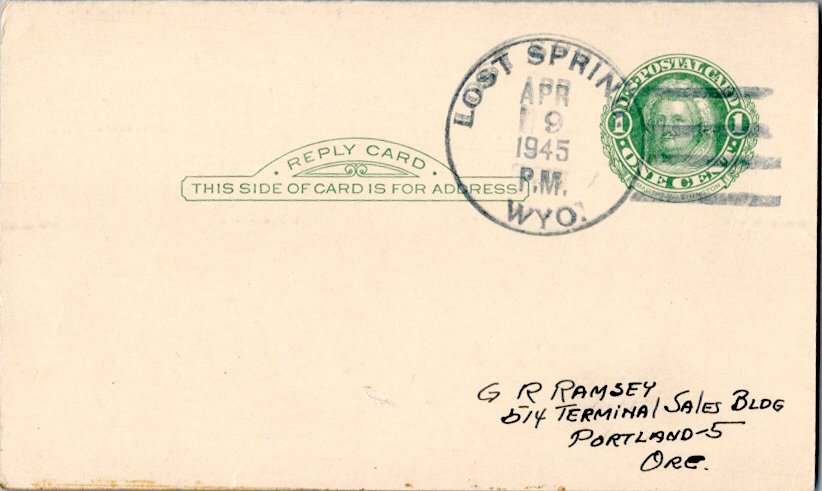 LOST SPRIN
APR
9
1945
P.M.
WYO.
U.S. POSTAL CARD
1 1
ONE CENT
REPLY CARD
THIS SIDE OF CARD IS FOR ADDRESS
G R RAMSEY
514 TERMINAL SALES BLDG
PORTLAND-5
ORE.